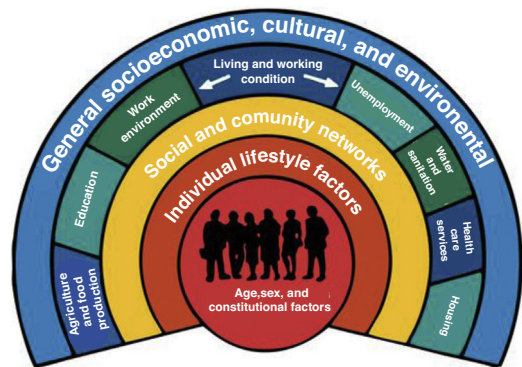 General socioeconomic, cultural, and environental
Living and working
condition
Work
environment
Unemployment
Education
Water
and
sanitation
Agriculture
and food
production
Health
care
services
Housing
Social and comunity networks
Individual lifestyle factors
Age,sex, and
constitutional factors